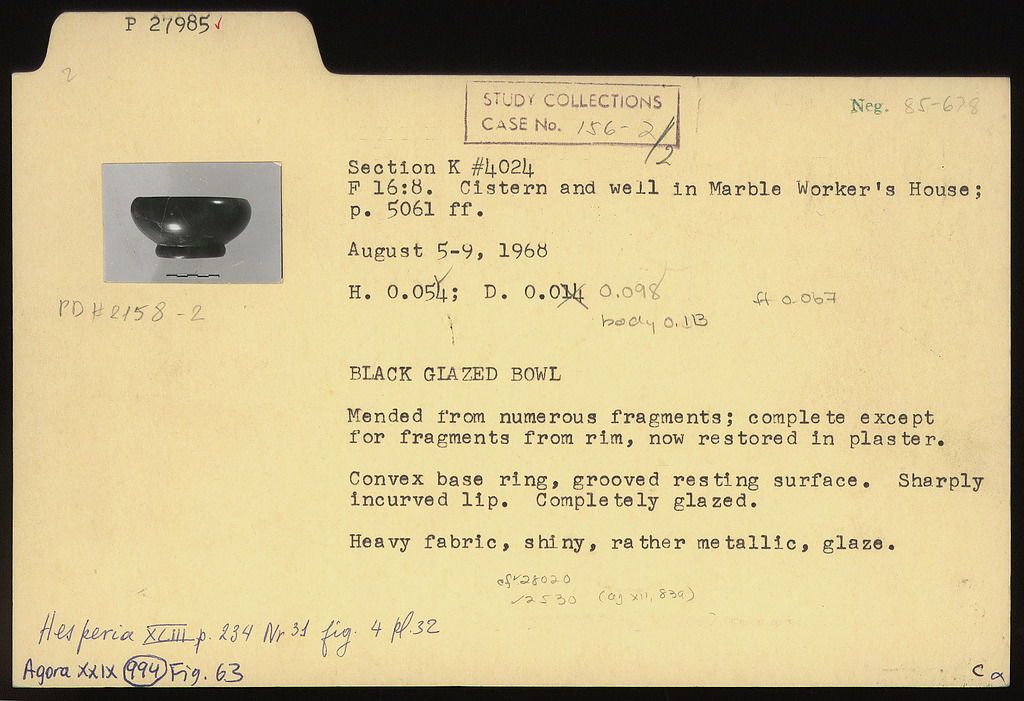 P 27985✓
2
STUDY COLLECTIONS
CASE No. 156-2/2
Neg. 85-678
Section K #4024
F 16:8. Cistern and well in Marble Worker's House;
p. 5061 ff.
August 5-9, 1968
H. 0.054; D. 0.014 0.098 ft 0.067
body 0.113
PD# 2158-2
BLACK GLAZED BOWL
Mended from numerous fragments; complete except
for fragments from rim, now restored in plaster.
Convex base ring, grooved resting surface. Sharply
incurved lip. Completely glazed.
Heavy fabric, shiny, rather metallic, glaze.
cf 28020
✓2530 (ag xii, 839)
Hesperia XLIII p. 234 Nr 31 fig. 4 pl. 32
Agora XXIX 994 Fig. 63
C α